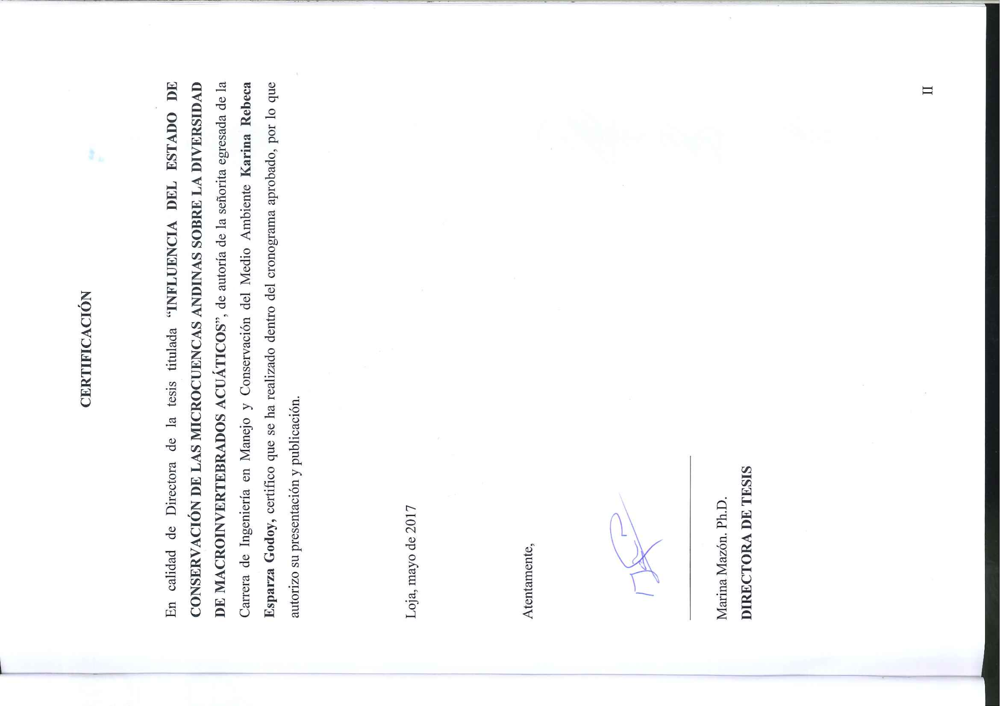 CERTIFICACIÓN
En calidad de Directora de la tesis titulada “INFLUENCIA DEL ESTADO DE
CONSERVACIÓN DE LAS MICROCUENCAS ANDINAS SOBRE LA DIVERSIDAD
DE MACROINVERTEBRADOS ACUÁTICOS”, de autoría de la señorita egresada de la
Carrera de Ingeniería en Manejo y Conservación del Medio Ambiente Karina Rebeca
Esparza Godoy, certifico que se ha realizado dentro del cronograma aprobado, por lo que
autorizo su presentación y publicación.
Loja, mayo de 2017
Atentamente,
Marina Mazón. Ph.D.
DIRECTORA DE TESIS
II